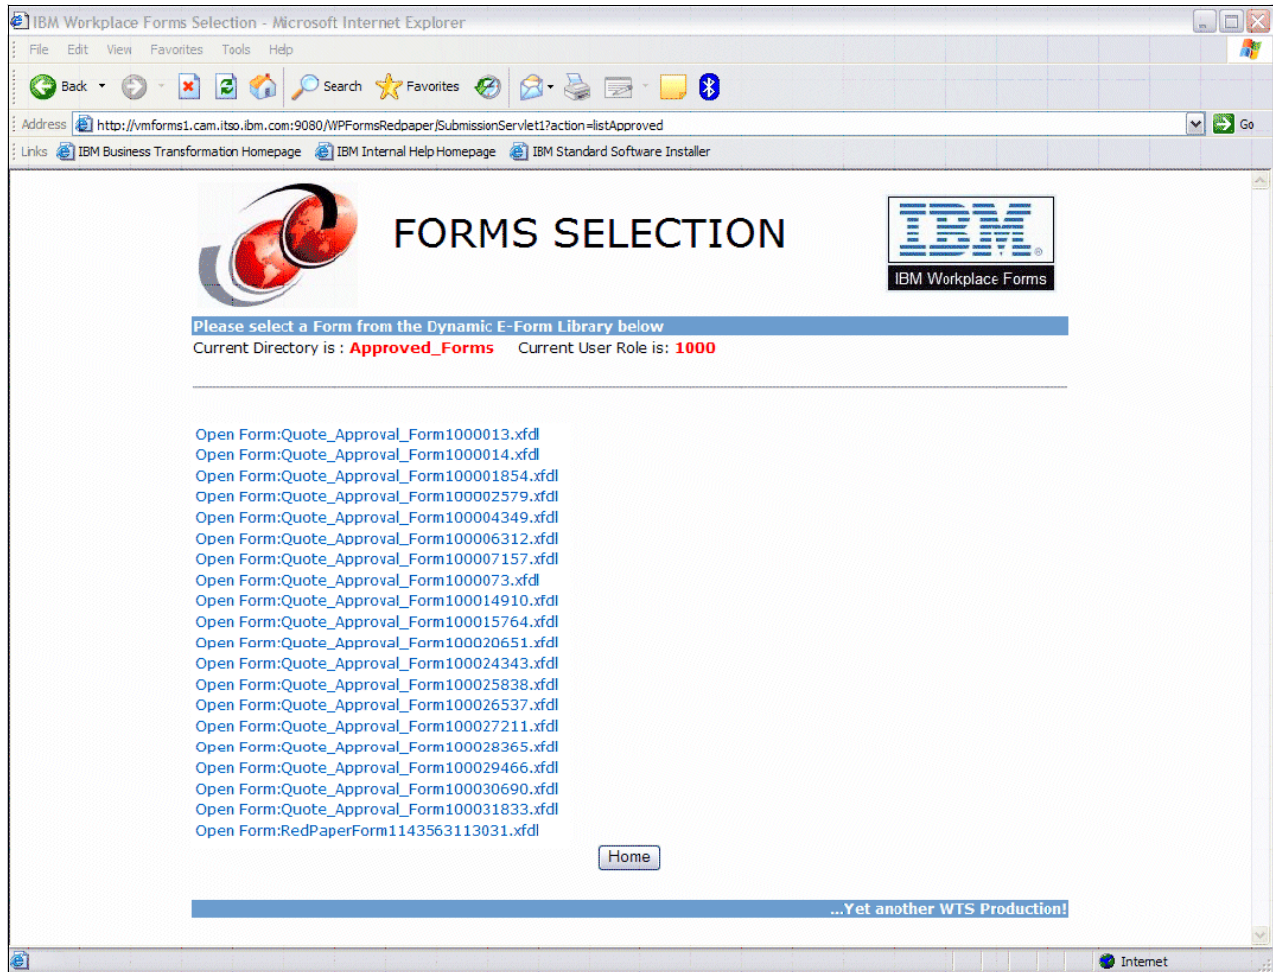 IBM Workplace Forms Selection - Microsoft Internet Explorer
File Edit View Favorites Tools Help
Back Search Favorites
Address http://vmforms1.cam.itso.ibm.com:9080/WPFormsRedpaper/SubmissionServlet1?action=listApproved Go
Links IBM Business Transformation Homepage IBM Internal Help Homepage IBM Standard Software Installer
FORMS SELECTION
IBM
IBM Workplace Forms
Please select a Form from the Dynamic E-Form Library below
Current Directory is : Approved_Forms Current User Role is: 1000
Open Form:Quote_Approval_Form1000013.xfdl
Open Form:Quote_Approval_Form1000014.xfdl
Open Form:Quote_Approval_Form100001854.xfdl
Open Form:Quote_Approval_Form100002579.xfdl
Open Form:Quote_Approval_Form100004349.xfdl
Open Form:Quote_Approval_Form100006312.xfdl
Open Form:Quote_Approval_Form100007157.xfdl
Open Form:Quote_Approval_Form1000073.xfdl
Open Form:Quote_Approval_Form100014910.xfdl
Open Form:Quote_Approval_Form100015764.xfdl
Open Form:Quote_Approval_Form100020651.xfdl
Open Form:Quote_Approval_Form100024343.xfdl
Open Form:Quote_Approval_Form100025838.xfdl
Open Form:Quote_Approval_Form100026537.xfdl
Open Form:Quote_Approval_Form100027211.xfdl
Open Form:Quote_Approval_Form100028365.xfdl
Open Form:Quote_Approval_Form100029466.xfdl
Open Form:Quote_Approval_Form100030690.xfdl
Open Form:Quote_Approval_Form100031833.xfdl
Open Form:RedPaperForm1143563113031.xfdl
Home
...Yet another WTS Production!
Internet